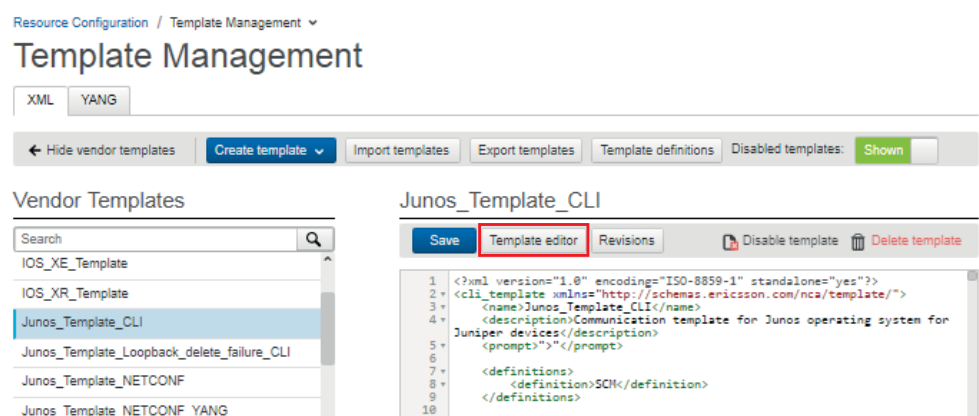 Resource Configuration / Template Management
Template Management
XML YANG
Hide vendor templates Create template Import templates Export templates Template definitions Disabled templates: Shown
Vendor Templates
Search
IOS_XE_Template
IOS_XR_Template
Junos_Template_CLI
Junos_Template_Loopback_delete_failure_CLI
Junos_Template_NETCONF
Junos_Template_NETCONF_YANG
Junos_Template_CLI
Save Template editor Revisions Disable template Delete template
1 <?xml version="1.0" encoding="ISO-8859-1" standalone="yes"?>
2 <cli_template xmlns="http://schemas.ericsson.com/nca/template/">
3 <name>Junos_Template_CLI</name>
4 <description>Communication template for Junos operating system for
Juniper devices</description>
5 <prompt>">"</prompt>
6
7 <definitions>
8 <definition>SCM</definition>
9 </definitions>
10